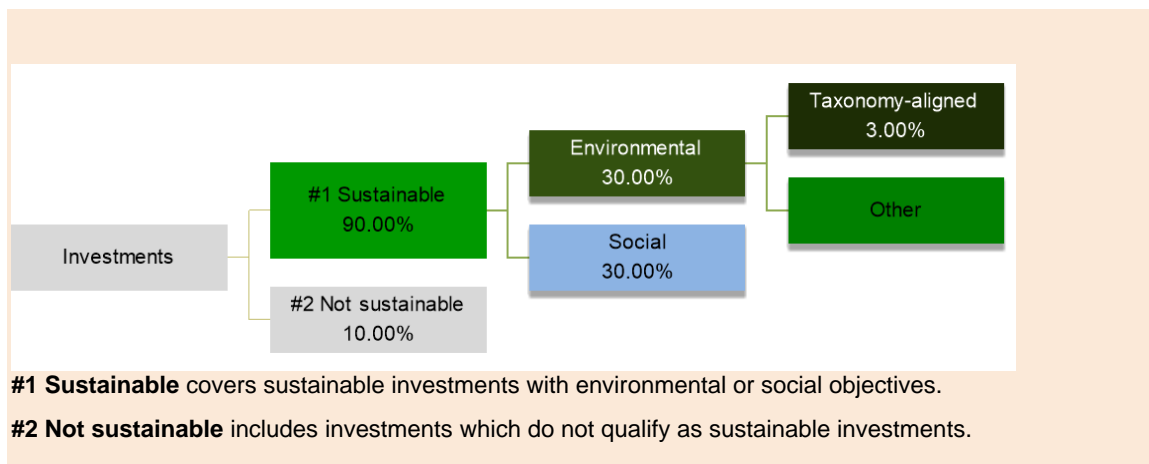 Investments
#1 Sustainable
90.00%
#2 Not sustainable
10.00%
Environmental
30.00%
Social
30.00%
Taxonomy-aligned
3.00%
Other
#1 Sustainable covers sustainable investments with environmental or social objectives.
#2 Not sustainable includes investments which do not qualify as sustainable investments.